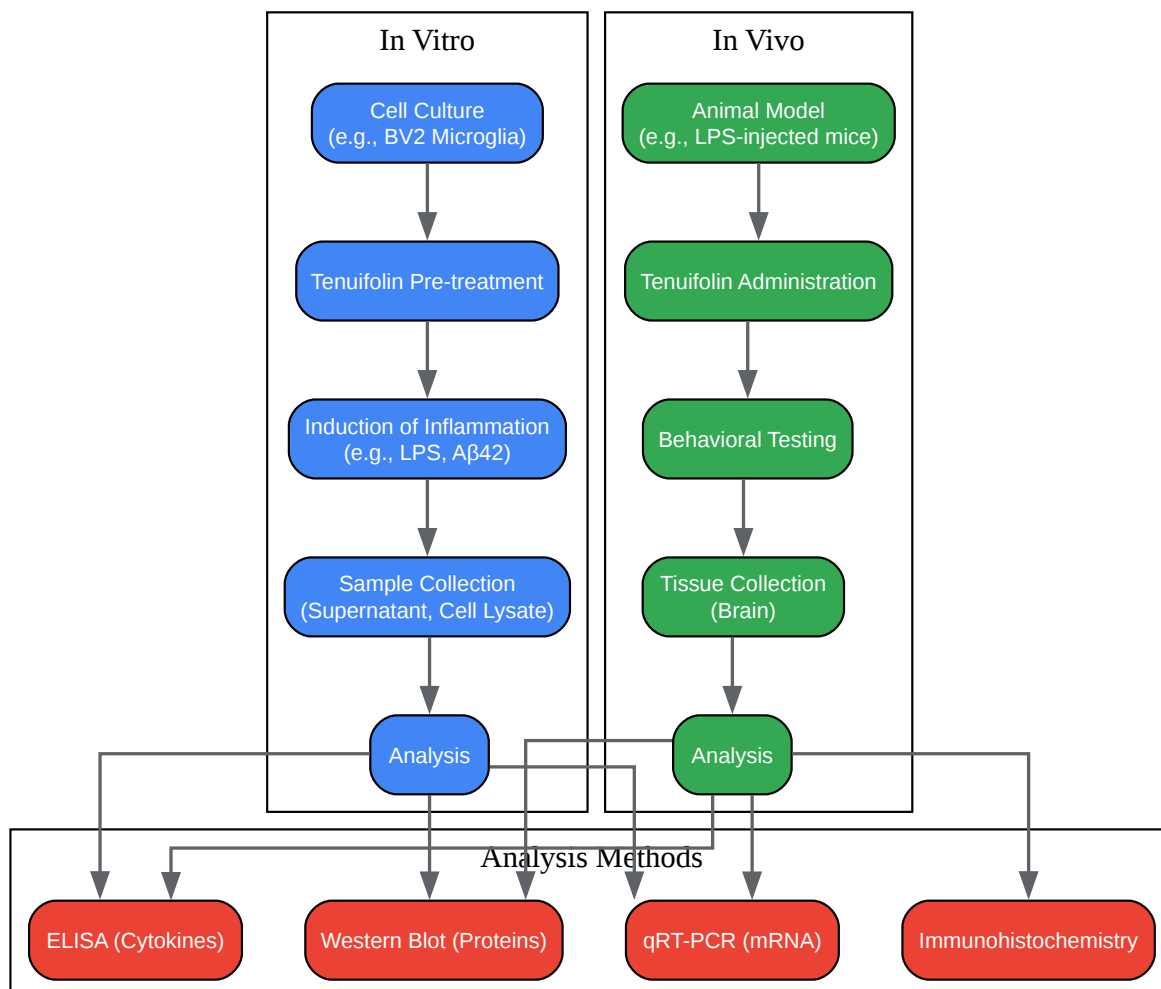 In Vitro
Cell Culture
(e.g., BV2 Microglia)
Tenuifolin Pre-treatment
Induction of Inflammation
(e.g., LPS, Aβ42)
Sample Collection
(Supernatant, Cell Lysate)
Analysis
In Vivo
Animal Model
(e.g., LPS-injected mice)
Tenuifolin Administration
Behavioral Testing
Tissue Collection
(Brain)
Analysis
Analysis Methods
ELISA (Cytokines)
Western Blot (Proteins)
qRT-PCR (mRNA)
Immunohistochemistry